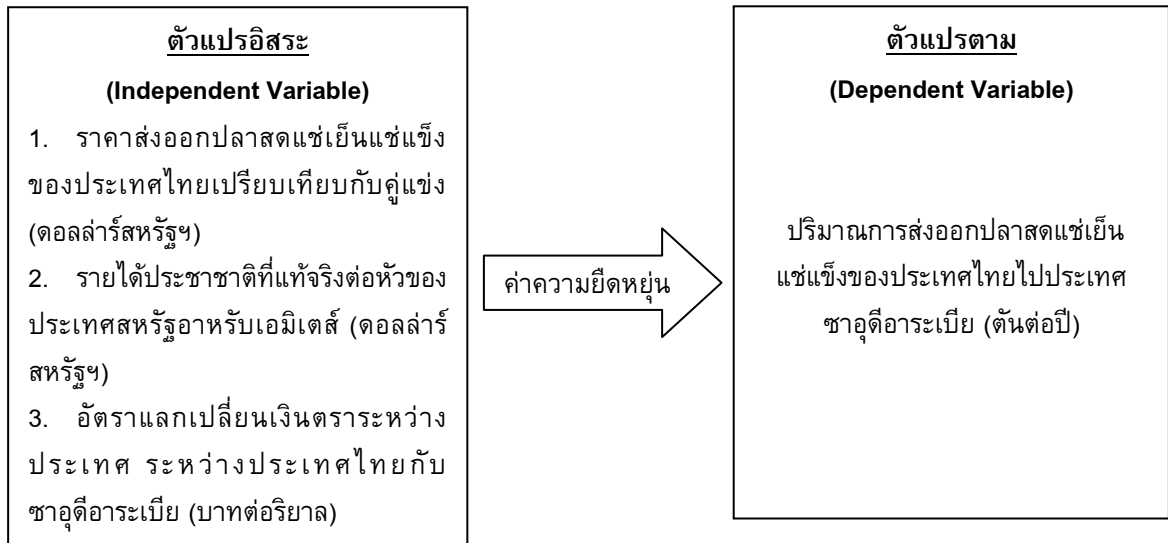 ตัวแปรอิสระ
(Independent Variable)
1. ราคาส่งออกปลาสดแช่เย็นแช่แข็ง
ของประเทศไทยเปรียบเทียบกับคู่แข่ง
(ดอลล่าร์สหรัฐฯ)
2. รายได้ประชาชาติที่แท้จริงต่อหัวของ
ประเทศสหรัฐอาหรับเอมิเตส์ (ดอลล่าร์
สหรัฐฯ)
3. อัตราแลกเปลี่ยนเงินตราระหว่าง
ประเทศ ระหว่างประเทศไทยกับ
ซาอุดีอาระเบีย (บาทต่อริยาล)
ค่าความยืดหยุ่น
ตัวแปรตาม
(Dependent Variable)
ปริมาณการส่งออกปลาสดแช่เย็น
แช่แข็งของประเทศไทยไปประเทศ
ซาอุดีอาระเบีย (ตันต่อปี)